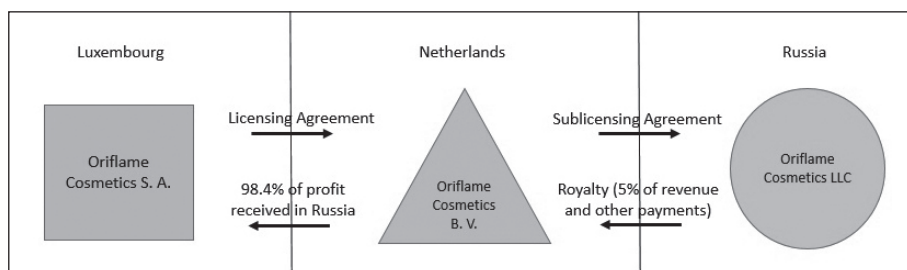 Luxembourg
Netherlands
Russia
Licensing Agreement
Sublicensing Agreement
Oriflame
Cosmetics S. A.
98.4% of profit
received in Russia
Oriflame
Cosmetics
B. V.
Royalty (5% of revenue
and other payments)
Oriflame
Cosmetics LLC